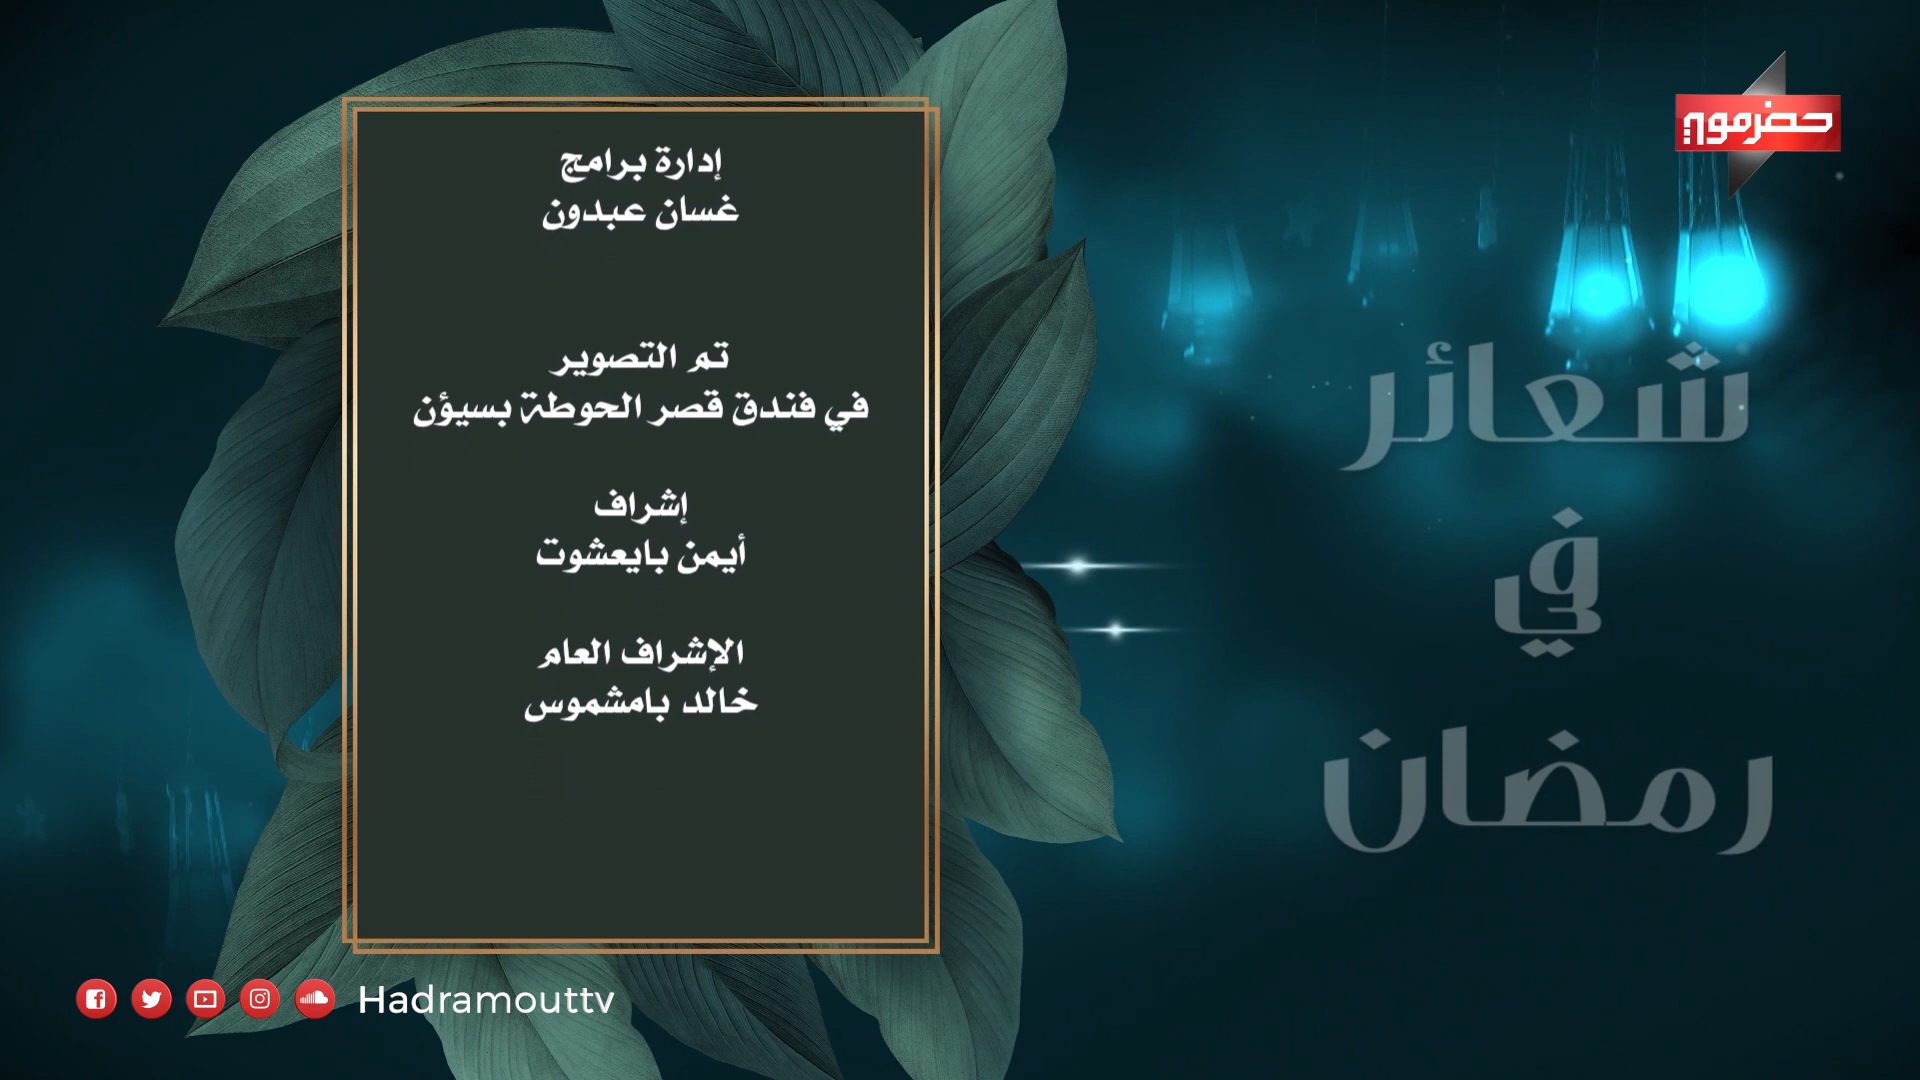 حضرموت
إدارة برامج
غسان عبدون
تم التصوير
في فندق قصر الحوطة بسيؤن
إشراف
أيمن بايعشوت
الإشراف العام
خالد بامشموس
شعائر
في
رمضان
Hadramouttv